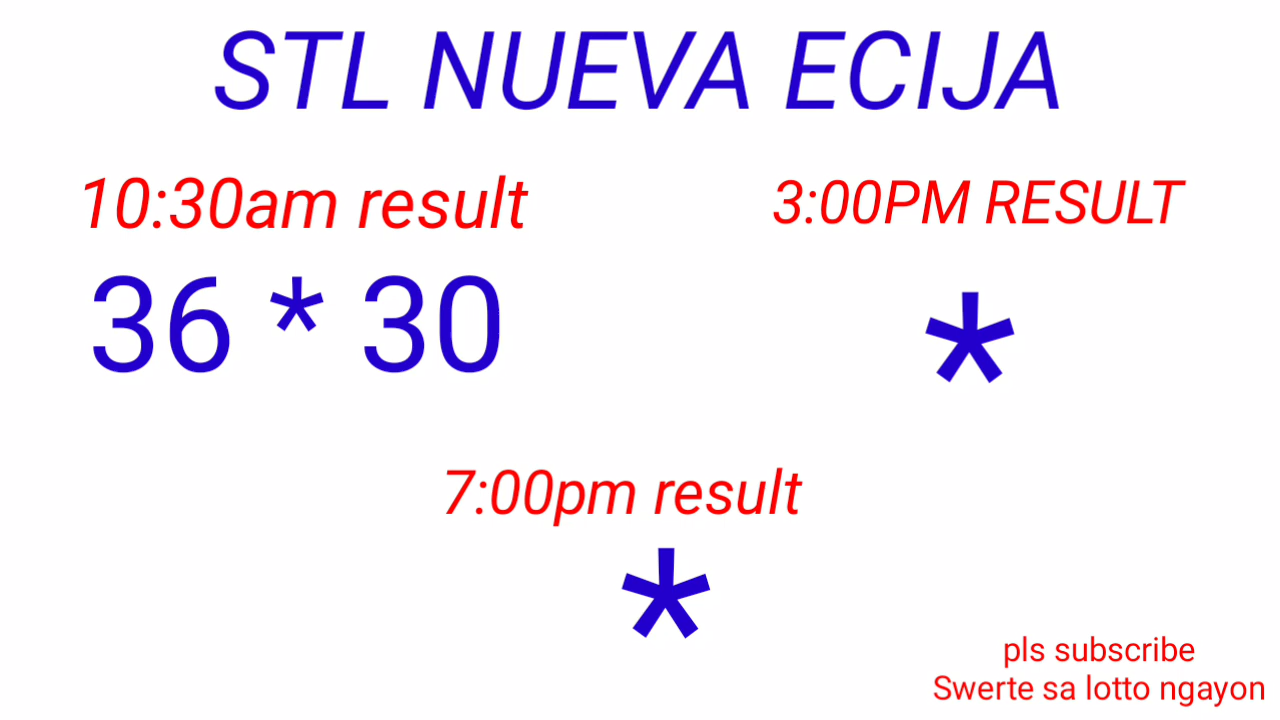 STL NUEVA ECIJA
10:30am result
36 * 30
3:00PM RESULT
*
7:00pm result
*
pls subscribe
Swerte sa lotto ngayon